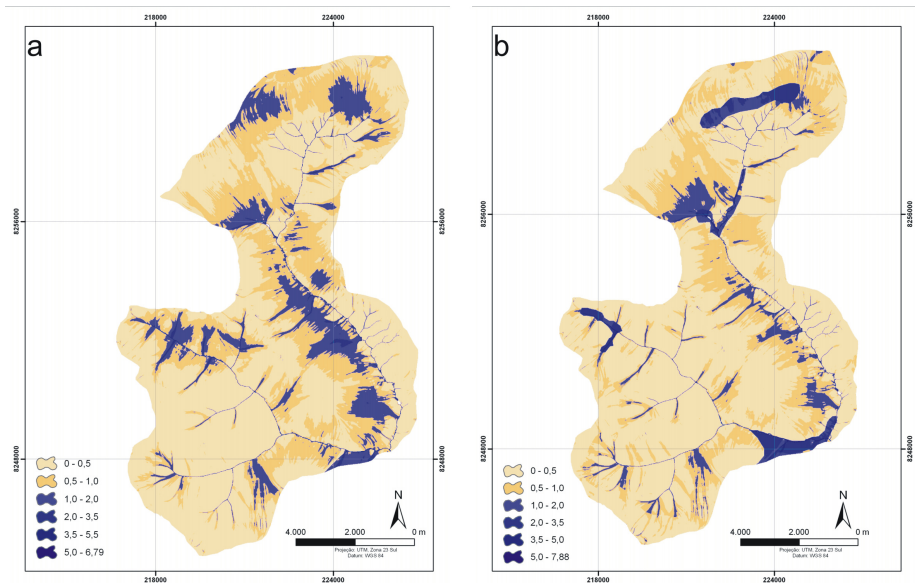 a
218000
224000
8256000
8256000
8248000
8248000
0 - 0,5
0,5 - 1,0
1,0 - 2,0
2,0 - 3,5
3,5 - 5,5
5,0 - 6,79
N
4.000 2.000 0 m
Projeção: UTM, Zona 23 Sul
Datum: WGS 84
218000
224000
b
218000
224000
8256000
8256000
8248000
8248000
0 - 0,5
0,5 - 1,0
1,0 - 2,0
2,0 - 3,5
3,5 - 5,0
5,0 - 7,88
N
4.000 2.000 0 m
Projeção: UTM, Zona 23 Sul
Datum: WGS 84
218000
224000